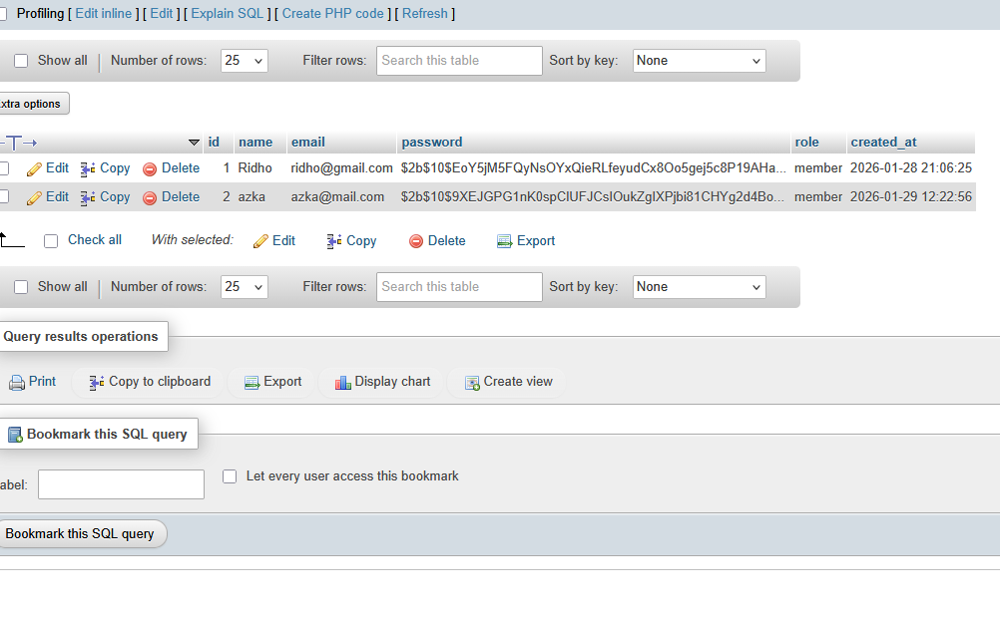 Profiling [ Edit inline ] [ Edit ] [ Explain SQL ] [ Create PHP code ] [ Refresh ]
Show all | Number of rows: 25 Filter rows: Search this table Sort by key: None
xtra options
id name email password role created_at
Edit Copy Delete 1 Ridho ridho@gmail.com $2b$10$EoY5jM5FQyNsOYxQieRLfeyudCx8Oo5gej5c8P19AHa... member 2026-01-28 21:06:25
Edit Copy Delete 2 azka azka@mail.com $2b$10$9XEJGPG1nK0spClUFJCsIOukZglXPjbi81CHYg2d4Bo... member 2026-01-29 12:22:56
Check all With selected: Edit Copy Delete Export
Show all | Number of rows: 25 Filter rows: Search this table Sort by key: None
Query results operations
Print Copy to clipboard Export Display chart Create view
Bookmark this SQL query
abel: Let every user access this bookmark
Bookmark this SQL query